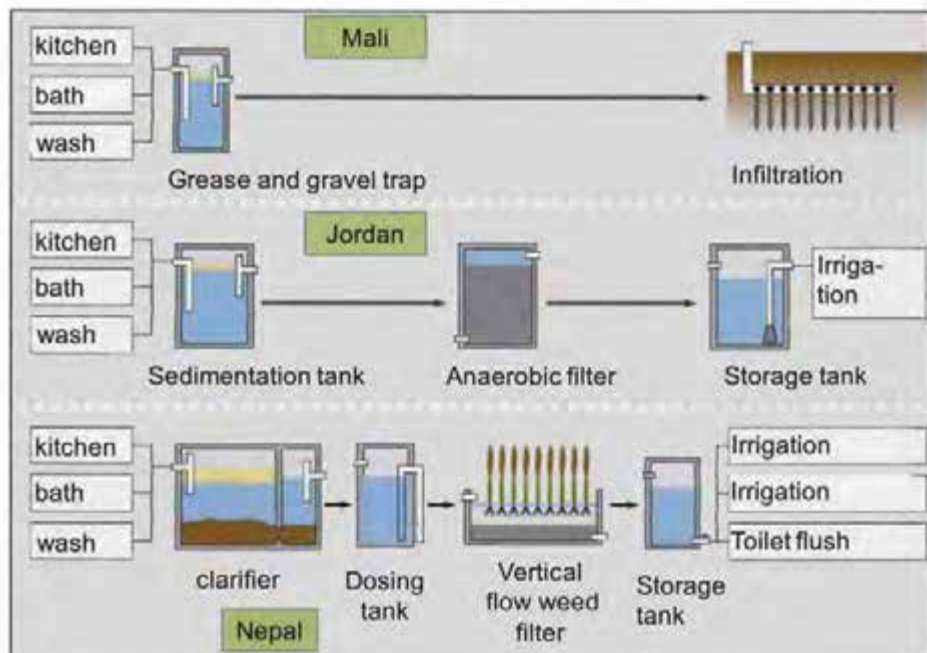 Mali
kitchen
bath
wash
Grease and gravel trap
Infiltration
Jordan
kitchen
bath
wash
Irriga-
tion
Sedimentation tank
Anaerobic filter
Storage tank
kitchen
bath
wash
Irrigation
Irrigation
Toilet flush
clarifier
Dosing
tank
Vertical
flow weed
filter
Storage
tank
Nepal